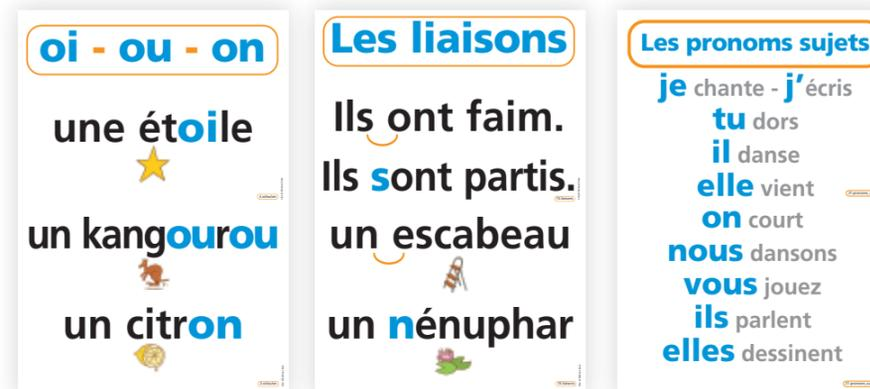 oi - ou - on
une étoile
un kangourou
un citron
Les liaisons
Ils ont faim.
Ils sont partis.
un escabeau
un nénuphar
Les pronoms sujets
je chante - j'écris
tu dors
il danse
elle vient
on court
nous dansons
vous jouez
ils parlent
elles dessinent